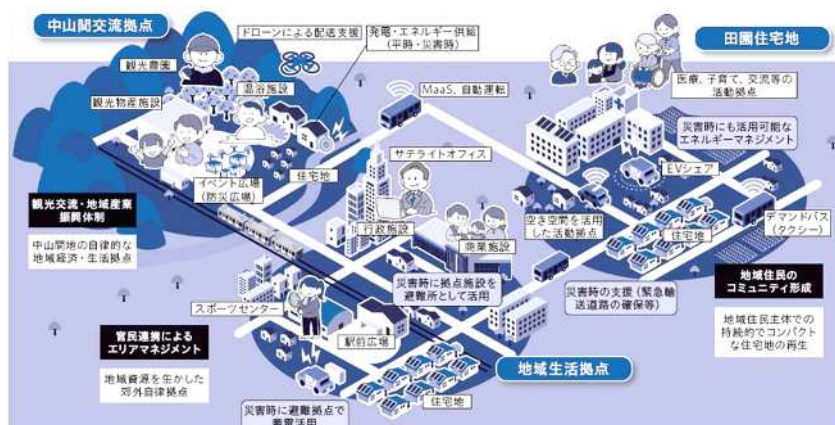 中山間交流拠点
ドローンによる配送支援
発電・エネルギー供給
（平時・災害時）
田園住宅地
観光農園
温浴施設
観光物産施設
MaaS、自動運転
医療、子育て、交流等の
活動拠点
災害時にも活用可能な
エネルギーマネジメント
サテライトオフィス
EVシェア
イベント広場
（防災広場）
住宅地
観光交流・地域産業
振興体制
中山間地の自律的な
地域経済・生活拠点
行政施設
商業施設
空き空間を活用
した活動拠点
住宅地
デマンドバス
（タクシー）
災害時に拠点施設を
避難所として活用
災害時の支援（緊急輸
送道路の確保等）
地域住民の
コミュニティ形成
地域住民主体での
持続的でコンパクト
な住宅地の再生
スポーツセンター
官民連携による
エリアマネジメント
駅前広場
地域生活拠点
地域資源を生かした
郊外自律拠点
住宅地
災害時に避難拠点で
蓄電活用